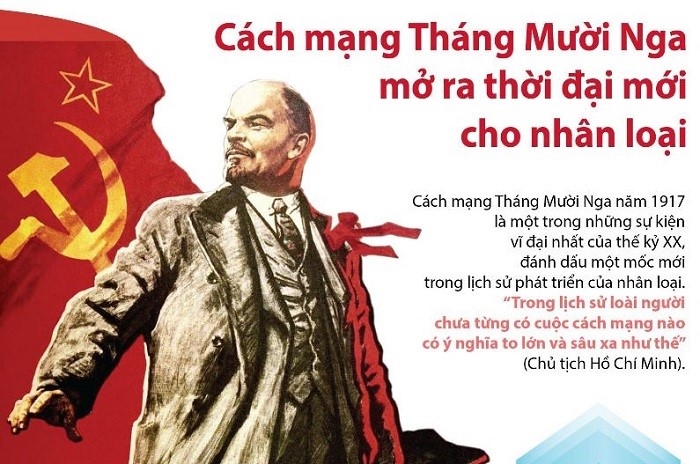 Cách mạng Tháng Mười Nga
mở ra thời đại mới
cho nhân loại
Cách mạng Tháng Mười Nga năm 1917
là một trong những sự kiện
vĩ đại nhất của thế kỷ XX,
đánh dấu một mốc mới
trong lịch sử phát triển của nhân loại.
“Trong lịch sử loài người
chưa từng có cuộc cách mạng nào
có ý nghĩa to lớn và sâu xa như thế”
(Chủ tịch Hồ Chí Minh).